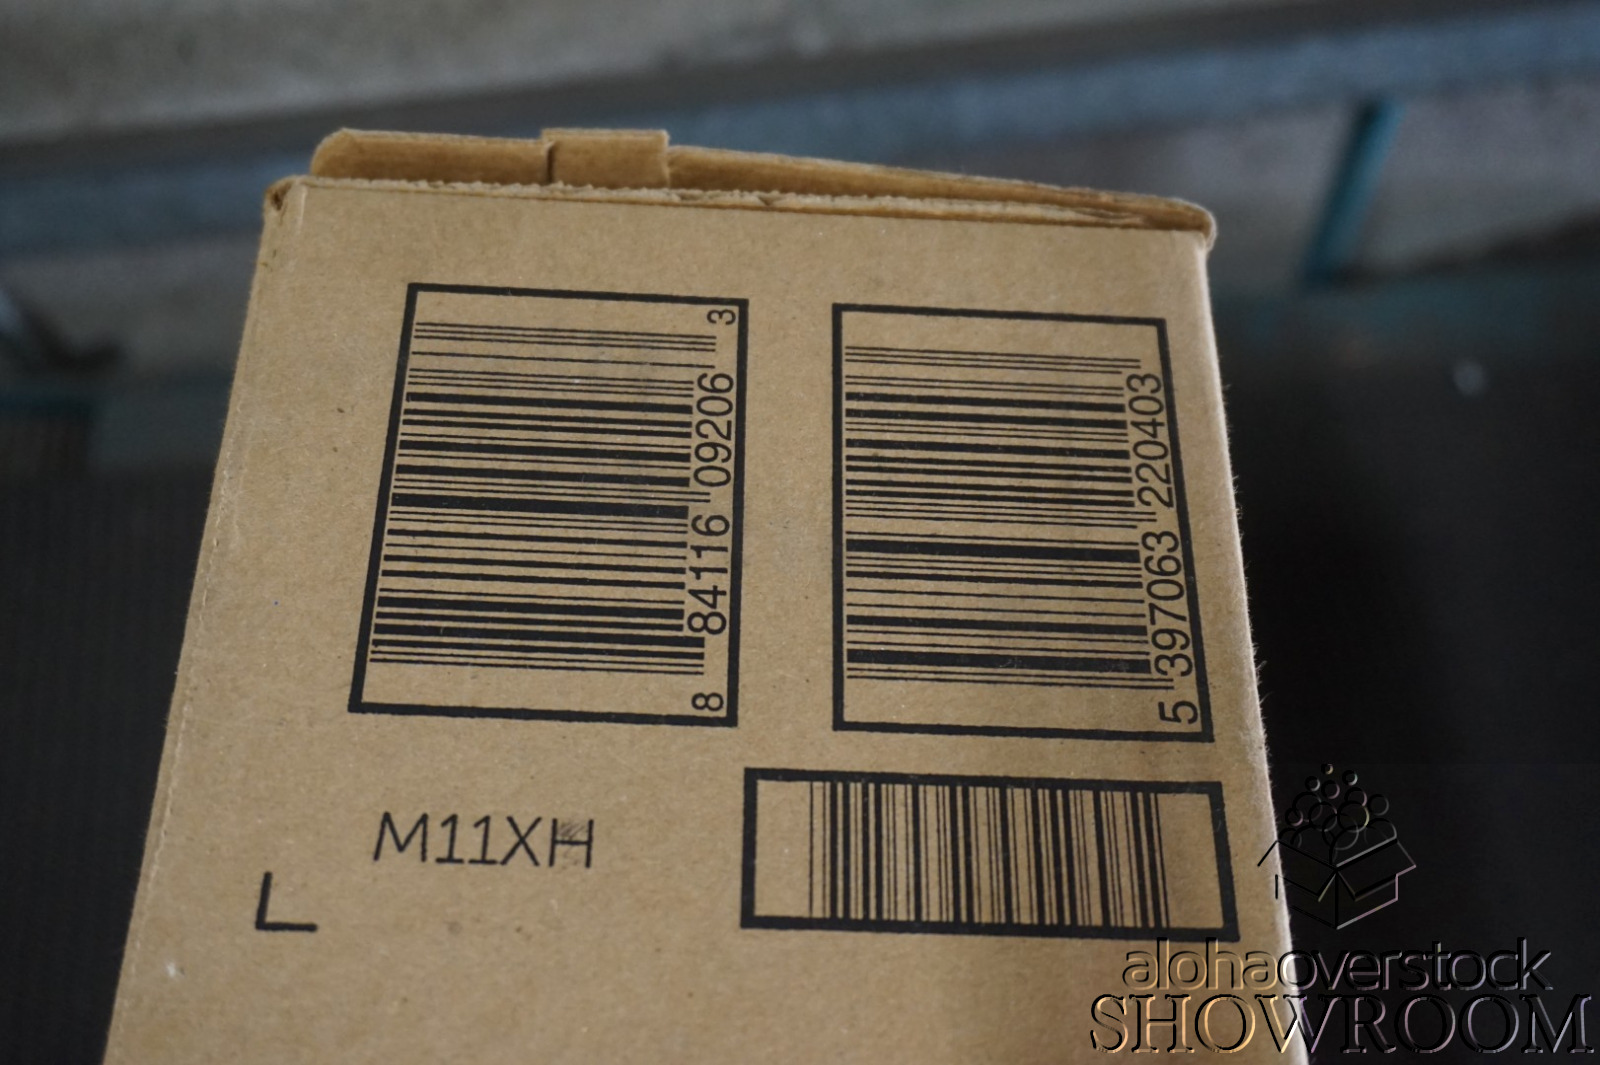 8 84116 09206 3
5 397063 220403
M11XH
L
alohaoverstock
SHOWROOM